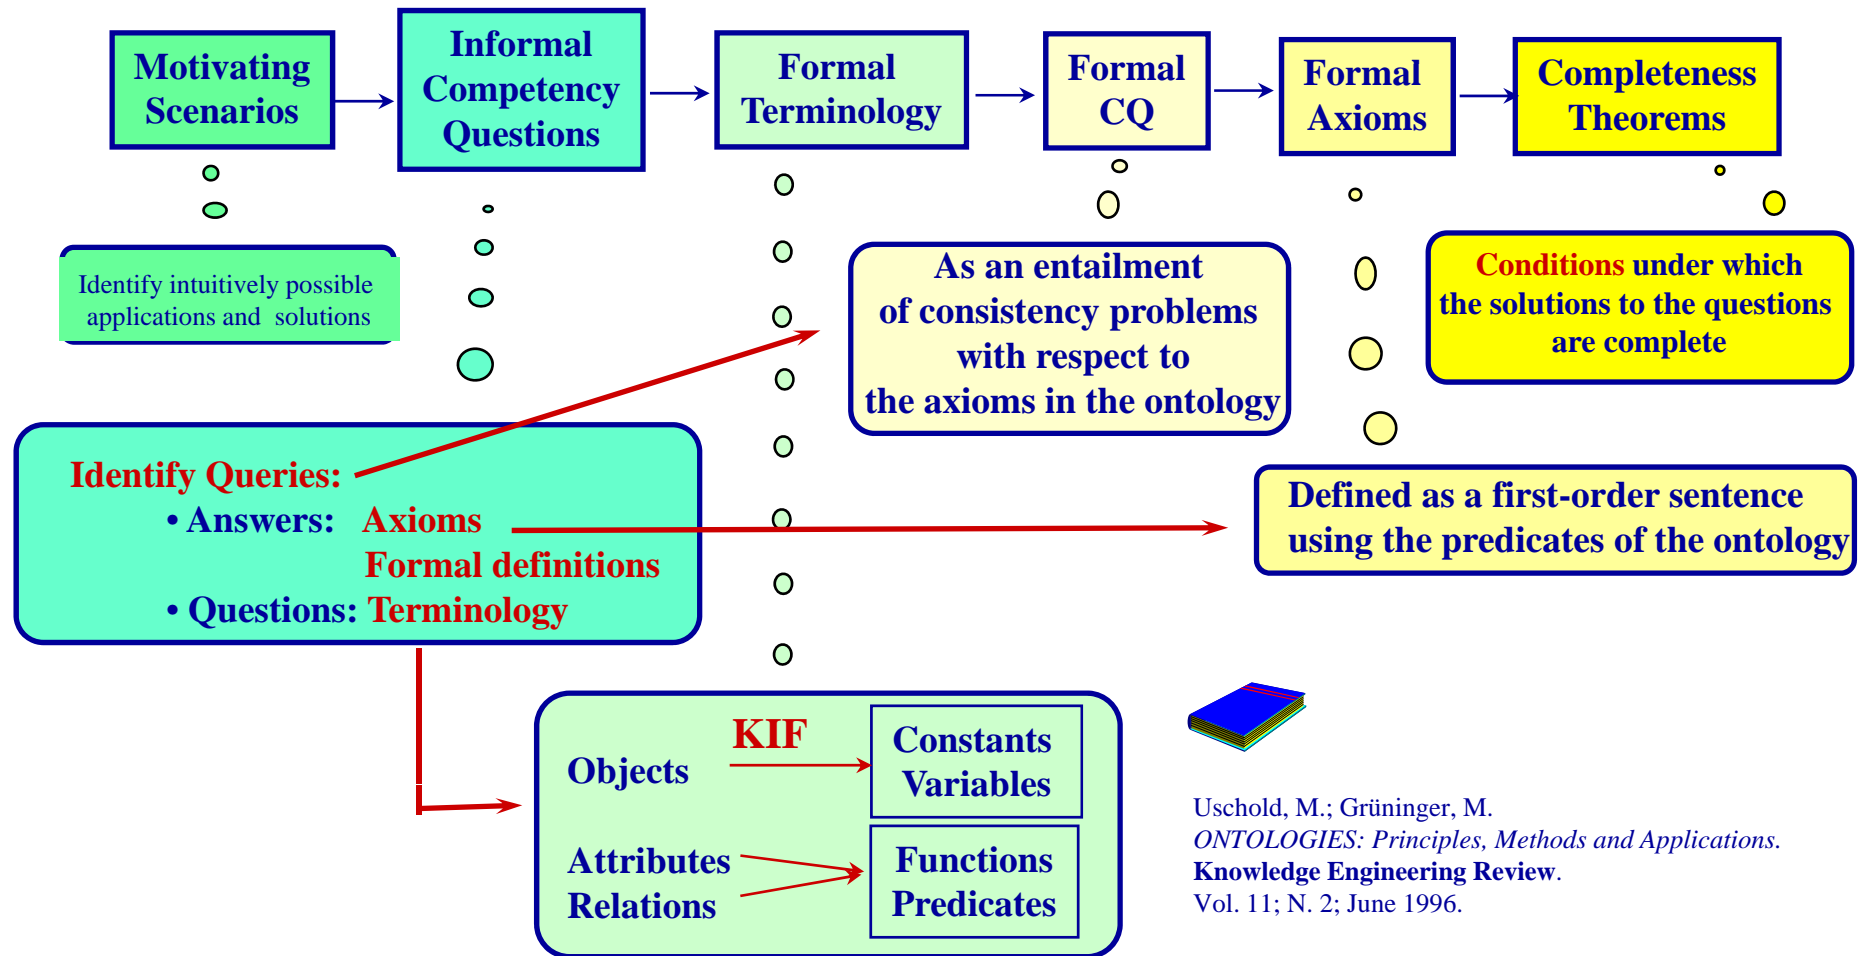 Motivating
Scenarios
Informal
Competency
Questions
Formal
Terminology
Formal
CQ
Formal
Axioms
Completeness
Theorems
Identify intuitively possible
applications and solutions
As an entailment
of consistency problems
with respect to
the axioms in the ontology
Conditions under which
the solutions to the questions
are complete
Identify Queries:
• Answers: Axioms
Formal definitions
• Questions: Terminology
Defined as a first-order sentence
using the predicates of the ontology
KIF
Objects
Constants
Variables
Attributes
Relations
Functions
Predicates
Uschold, M.; Grüninger, M.
ONTOLOGIES: Principles, Methods and Applications.
Knowledge Engineering Review.
Vol. 11; N. 2; June 1996.